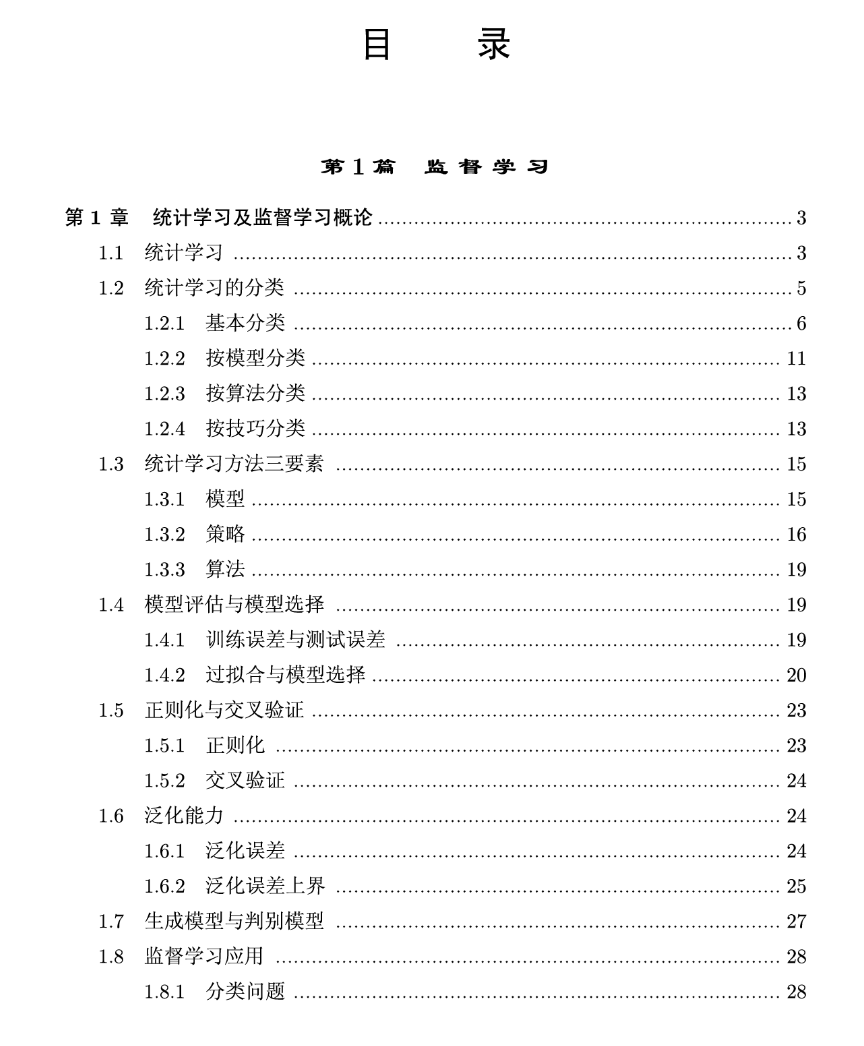 目 录
第1篇 监督学习
第 1 章 统计学习及监督学习概论 3
1.1 统计学习 3
1.2 统计学习的分类 5
1.2.1 基本分类 6
1.2.2 按模型分类 11
1.2.3 按算法分类 13
1.2.4 按技巧分类 13
1.3 统计学习方法三要素 15
1.3.1 模型 15
1.3.2 策略 16
1.3.3 算法 19
1.4 模型评估与模型选择 19
1.4.1 训练误差与测试误差 19
1.4.2 过拟合与模型选择 20
1.5 正则化与交叉验证 23
1.5.1 正则化 23
1.5.2 交叉验证 24
1.6 泛化能力 24
1.6.1 泛化误差 24
1.6.2 泛化误差上界 25
1.7 生成模型与判别模型 27
1.8 监督学习应用 28
1.8.1 分类问题 28